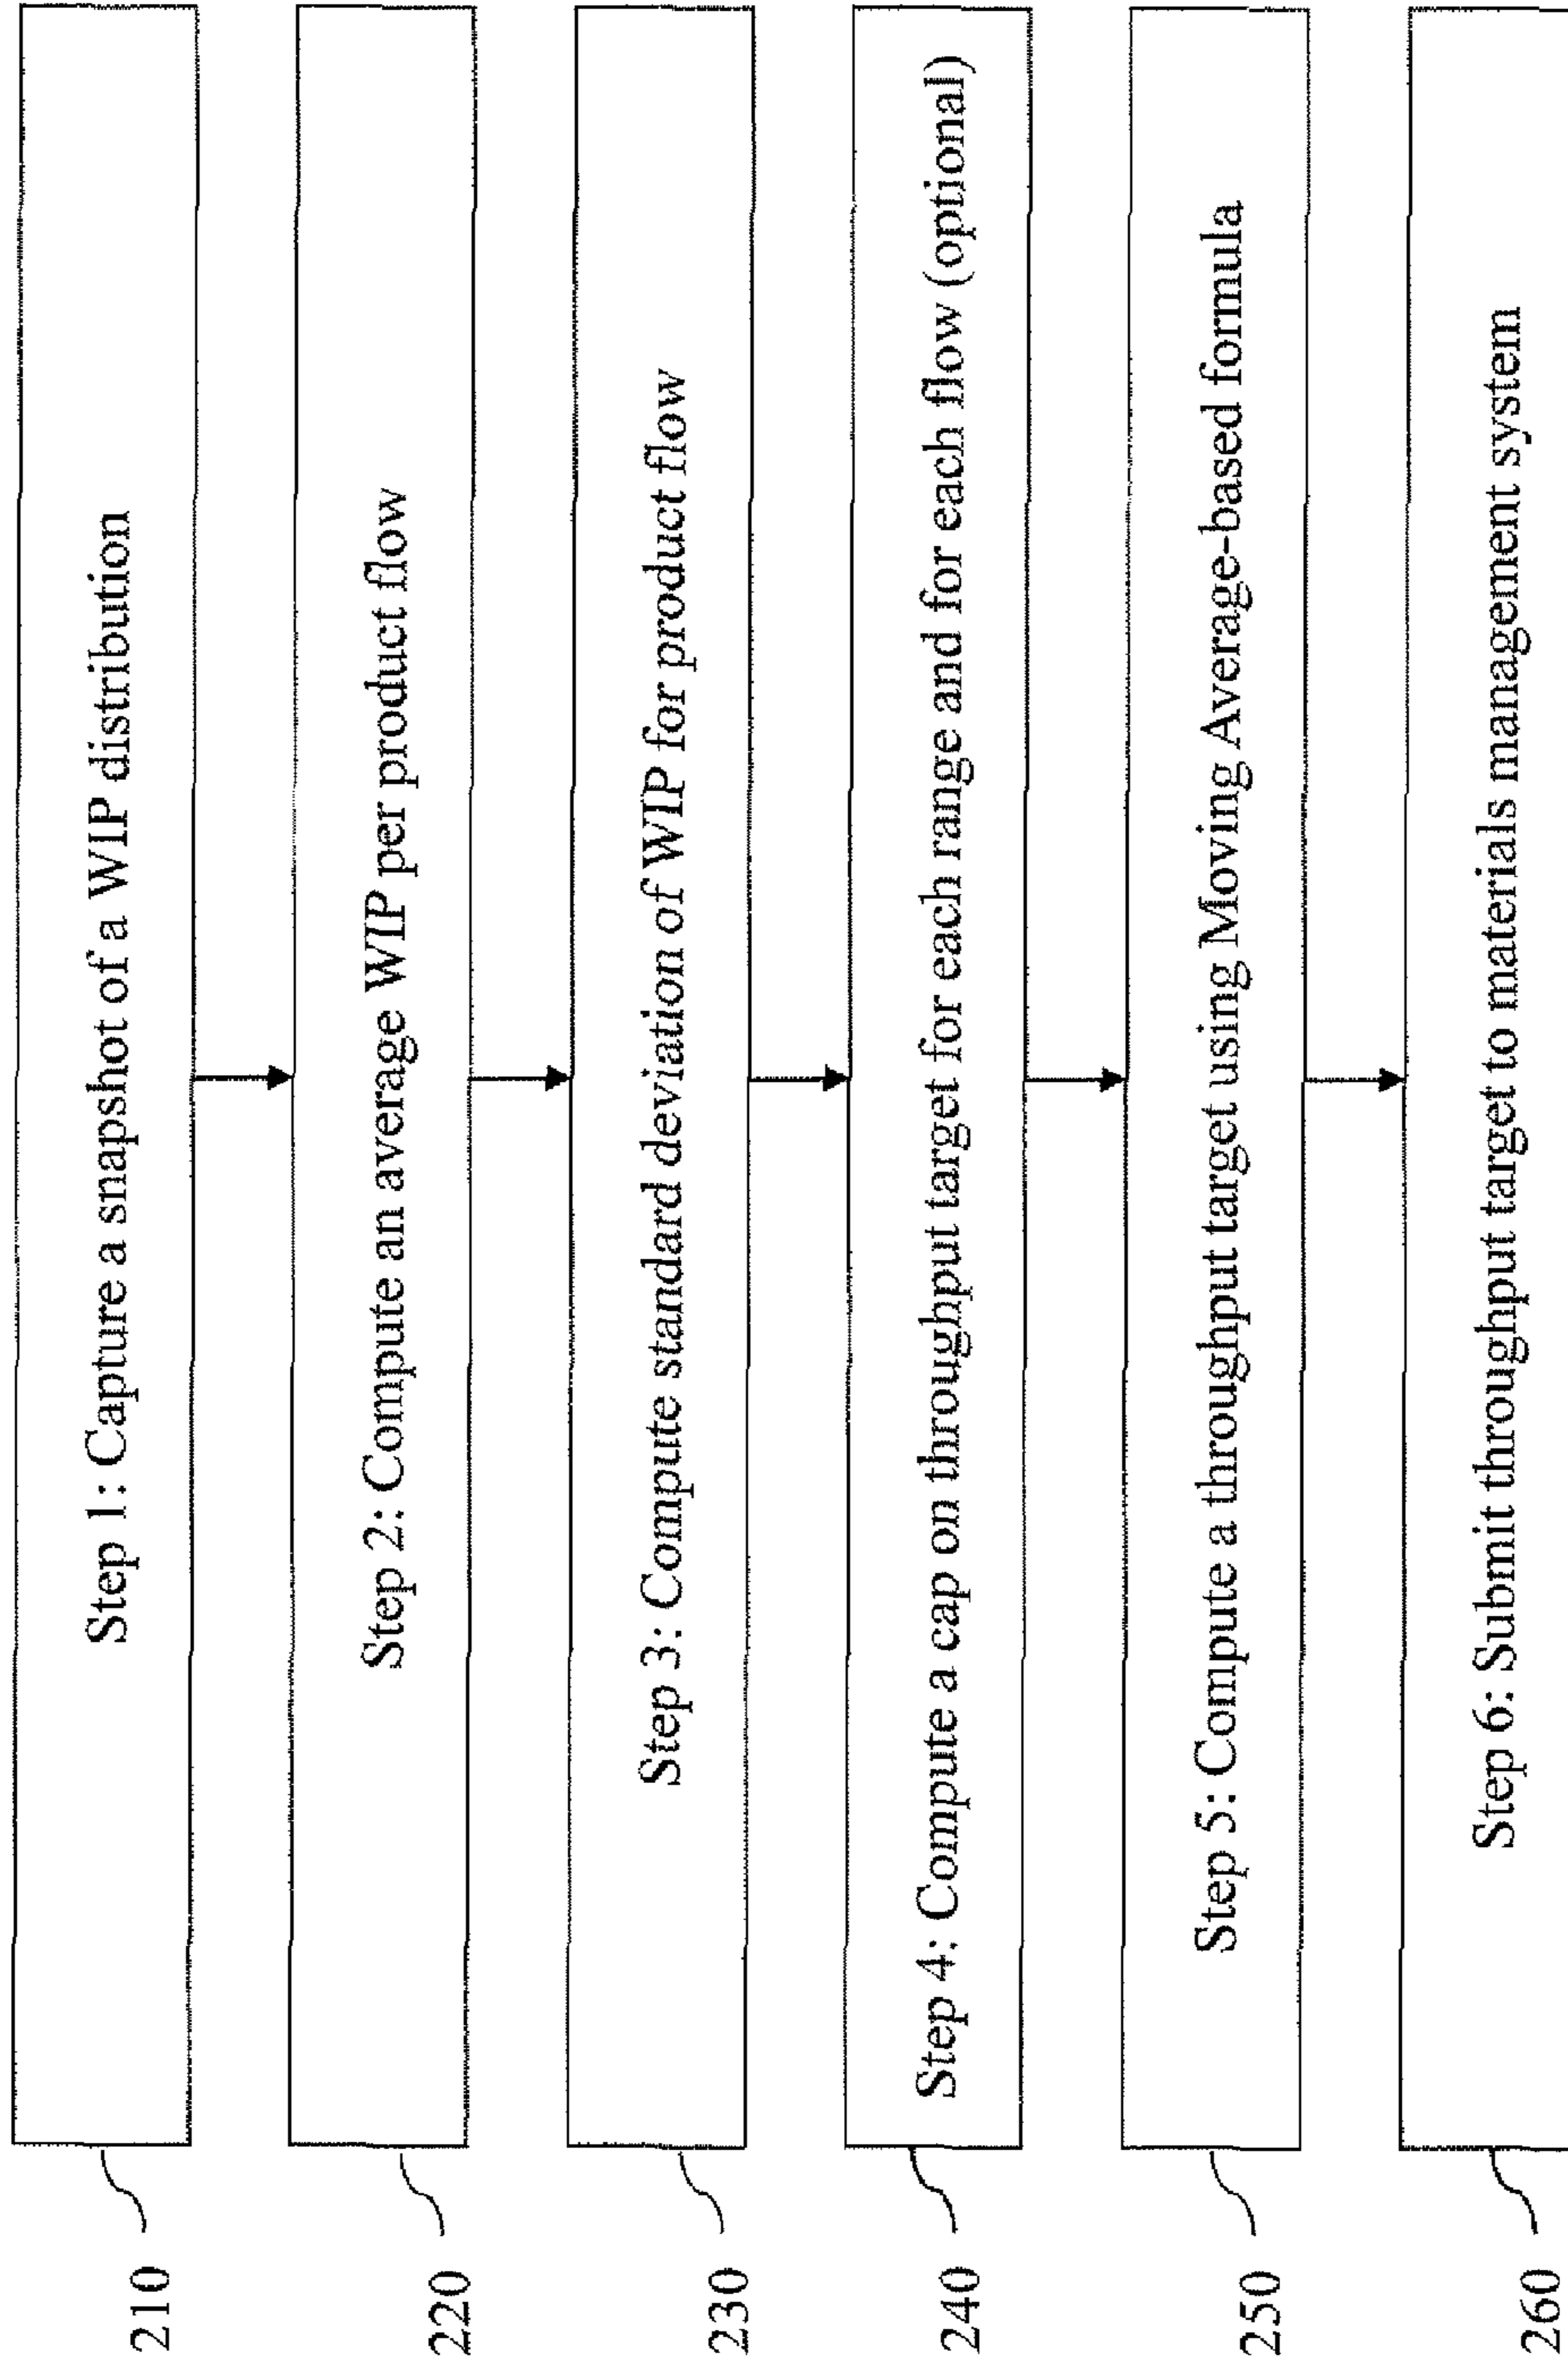 Step 1: Capture a snapshot of a WIP distribution
210
Step 2: Compute an average WIP per product flow
220
Step 3: Compute standard deviation of WIP for product flow
230
Step 4: Compute a cap on throughput target for each range and for each flow (optional)
240
Step 5: Compute a throughput target using Moving Average-based formula
250
Step 6: Submit throughput target to materials management system
260